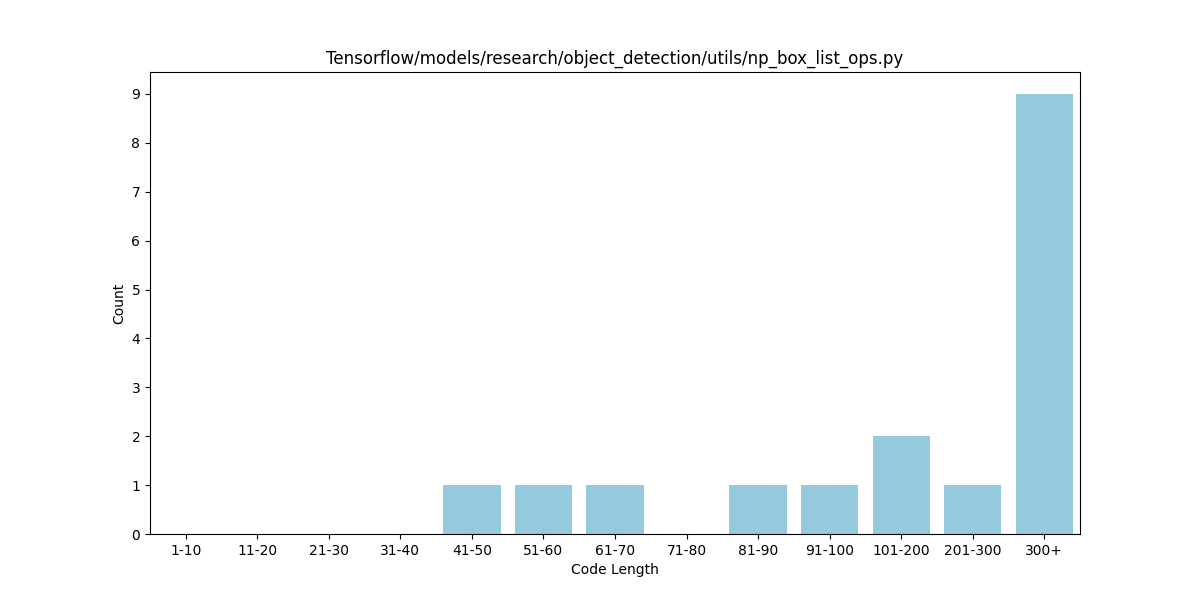 Tensorflow/models/research/object_detection/utils/np_box_list_ops.py
9
8
7
6
5
4
3
2
1
0
Count
1-10 11-20 21-30 31-40 41-50 51-60 61-70 71-80 81-90 91-100 101-200 201-300 300+
Code Length